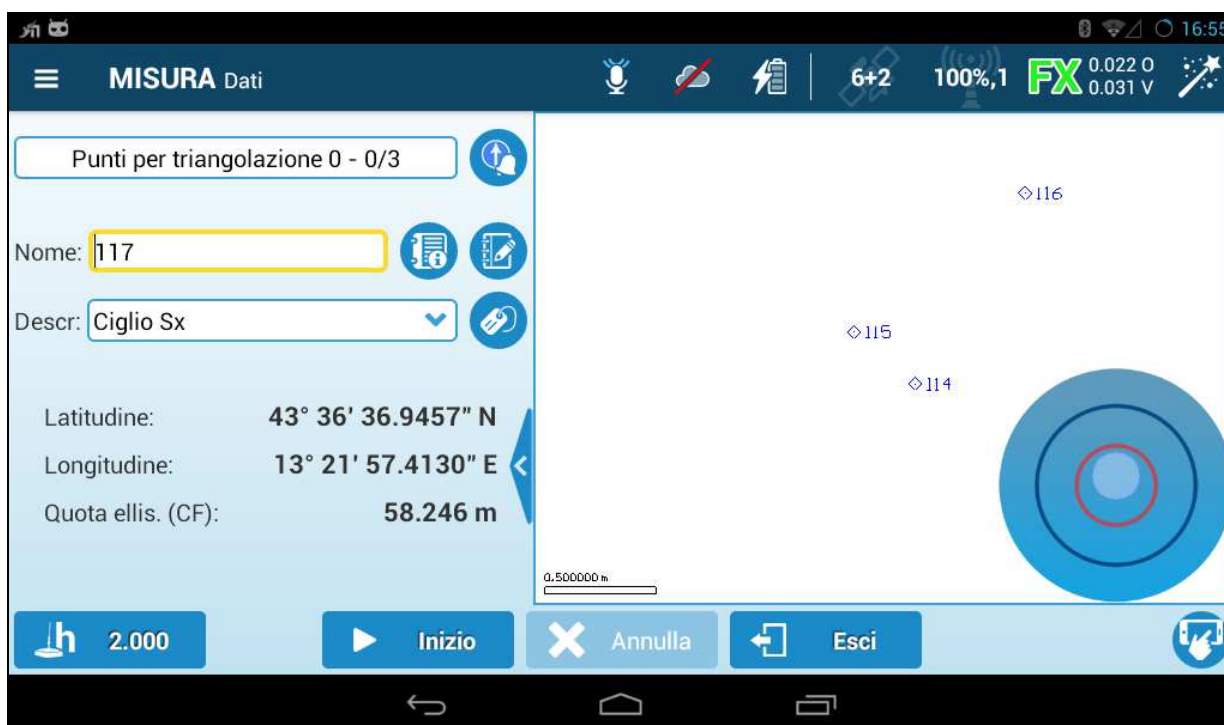 16:55
MISURA Dati
6+2
100%,1
FX
0.022 O
0.031 V
Punti per triangolazione 0 - 0/3
Nome: 117
Descr: Ciglio Sx
Latitudine: 43° 36' 36.9457" N
Longitudine: 13° 21' 57.4130" E
Quota ellis. (CF): 58.246 m
116
115
114
0.500000 m
h 2.000
Inizio
Annulla
Esci